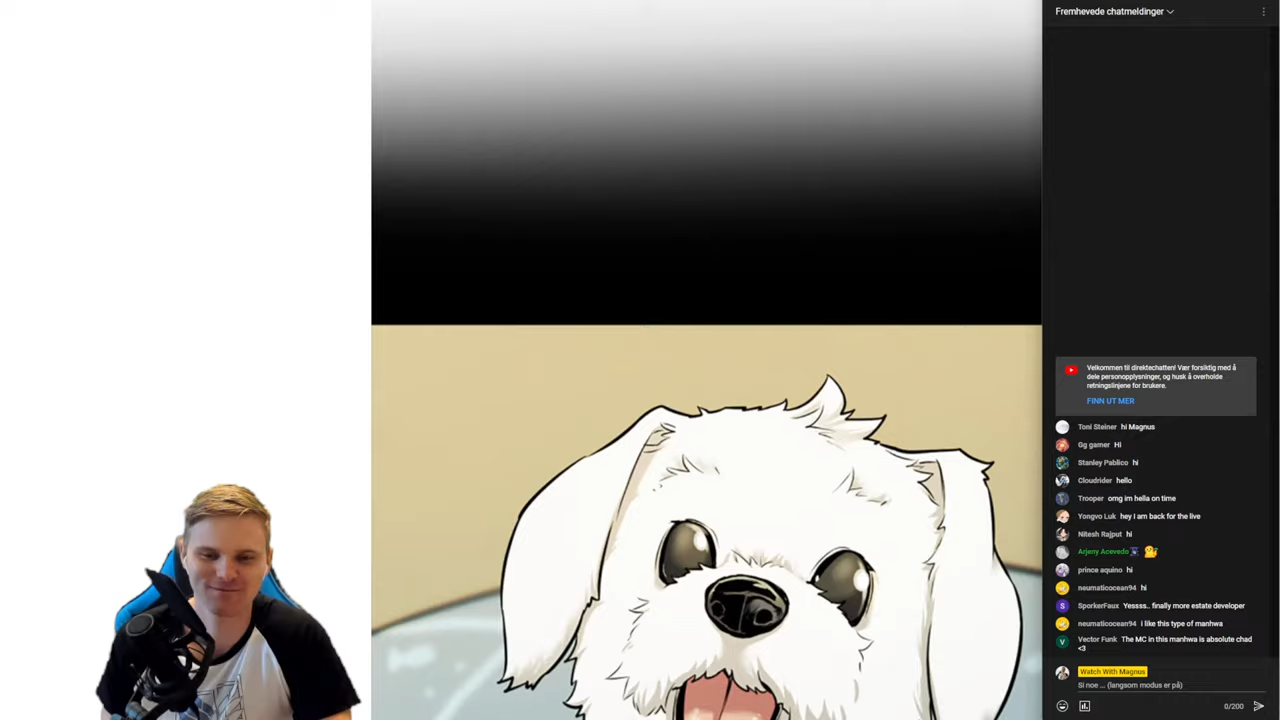 Fremhevede chatmeldinger
Velkommen til direktechatten! Vær forsiktig med å
dele personopplysninger, og husk å overholde
retningslinjene for brukere.
FINN UT MER
Toni Steiner hi Magnus
Gg gamer Hi
Stanley Pablico hi
Cloudrider hello
Trooper omg im hella on time
Yongvo Luk hey I am back for the live
Nitesh Rajput hi
Arjeny Acevedo
prince aquino hi
neumaticocean94 hi
S SporkerFaux Yessss.. finally more estate developer
neumaticocean94 i like this type of manhwa
V Vector Funk The MC in this manhwa is absolute chad
<3
Watch With Magnus
Si noe ... (langsom modus er på)
0/200